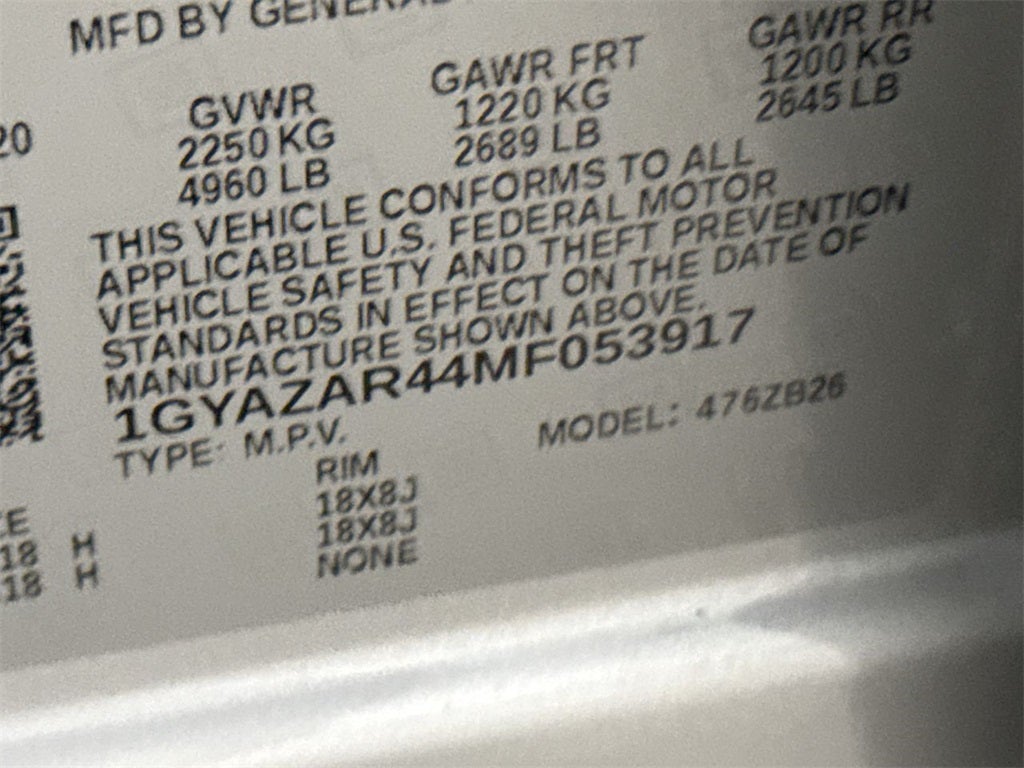 MFD BY GENERAL
GVWR GAWR FRT GAWR RR
20 2250 KG 1220 KG 1200 KG
4960 LB 2689 LB 2645 LB
THIS VEHICLE CONFORMS TO ALL
APPLICABLE U.S. FEDERAL MOTOR
VEHICLE SAFETY AND THEFT PREVENTION
STANDARDS IN EFFECT ON THE DATE OF
MANUFACTURE SHOWN ABOVE.
1GYAZAR44MF053917
TYPE: M.P.V. MODEL: 476ZB26
RIM
18 H 18X8J
18 H 18X8J
NONE